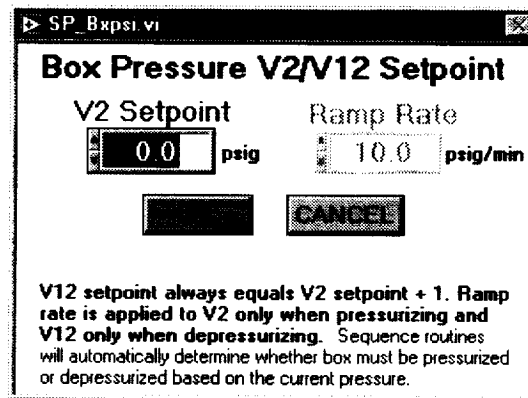 SP_Bxpsi.vi
Box Pressure V2/V12 Setpoint
V2 Setpoint Ramp Rate
0.0 psig 10.0 psig/min
CANCEL
V12 setpoint always equals V2 setpoint + 1. Ramp
rate is applied to V2 only when pressurizing and
V12 only when depressurizing. Sequence routines
will automatically determine whether box must be pressurized
or depressurized based on the current pressure.